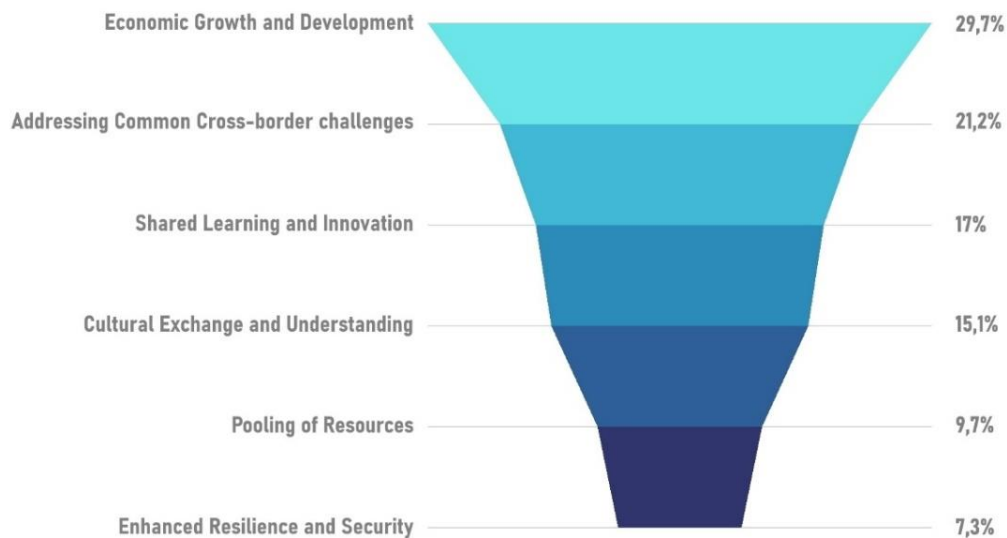 Economic Growth and Development 29,7%
Addressing Common Cross-border challenges 21,2%
Shared Learning and Innovation 17%
Cultural Exchange and Understanding 15,1%
Pooling of Resources 9,7%
Enhanced Resilience and Security 7,3%